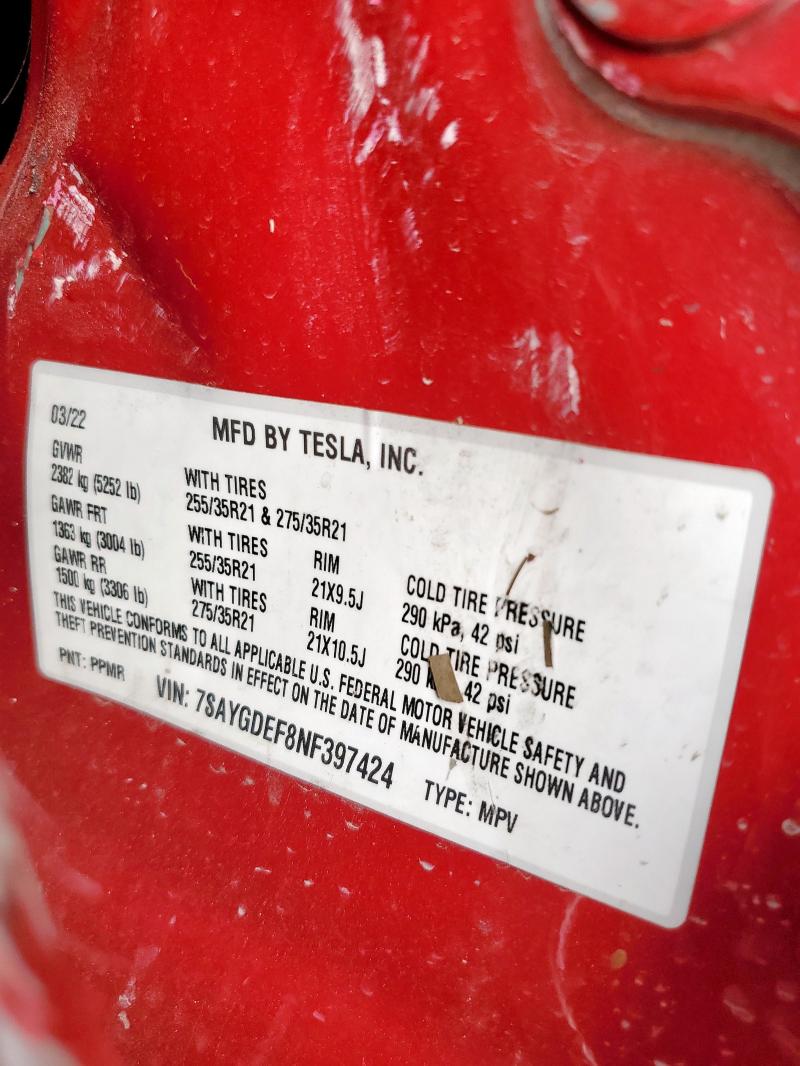 03/22
MFD BY TESLA, INC.
GVWR
2382 kg (5252 lb)
WITH TIRES
255/35R21 & 275/35R21
GAWR FRT
1363 kg (3004 lb)
WITH TIRES
255/35R21
RIM
21X9.5J
COLD TIRE PRESSURE
290 kPa, 42 psi
GAWR RR
1500 kg (3306 lb)
WITH TIRES
275/35R21
RIM
21X10.5J
COLD TIRE PRESSURE
290 42 psi
THIS VEHICLE CONFORMS TO ALL APPLICABLE U.S. FEDERAL MOTOR VEHICLE SAFETY AND
THEFT PREVENTION STANDARDS IN EFFECT ON THE DATE OF MANUFACTURE SHOWN ABOVE.
PNT: PPMR
VIN: 7SAYGDEF8NF397424
TYPE: MPV